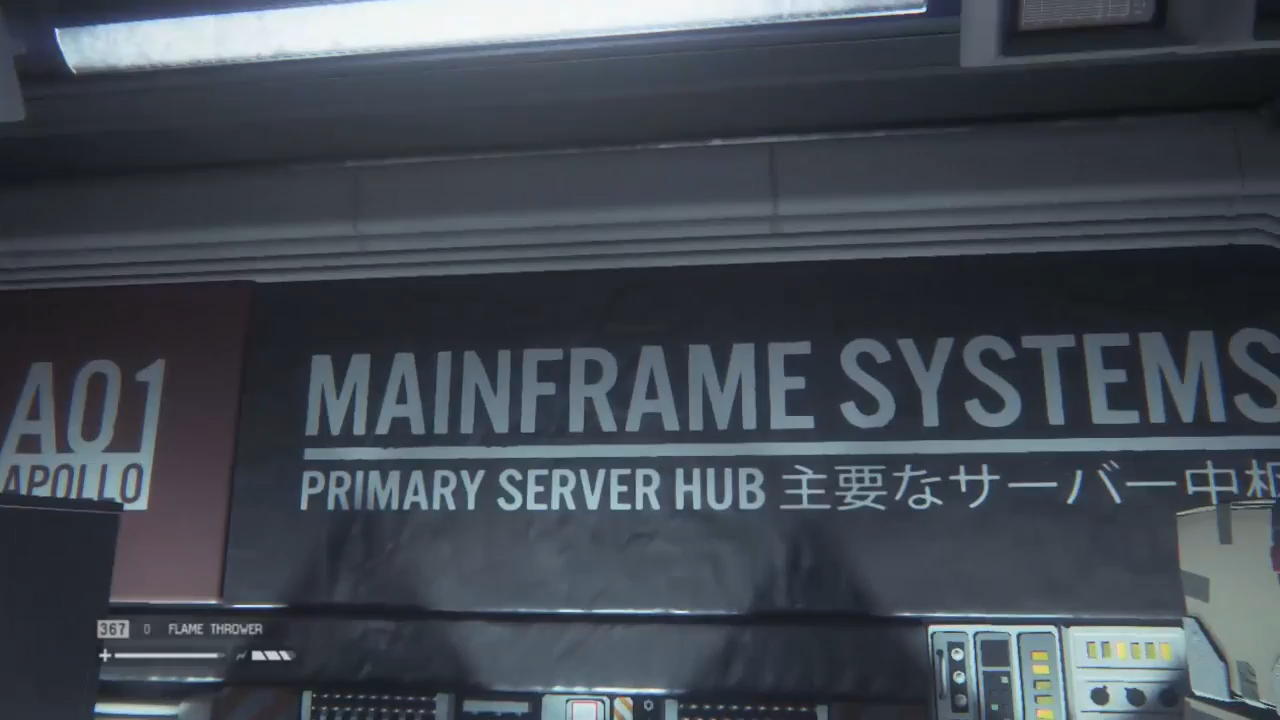 A01
APOLLO
MAINFRAME SYSTEMS
PRIMARY SERVER HUB 主要なサーバー中枢
367 0 FLAME THROWER